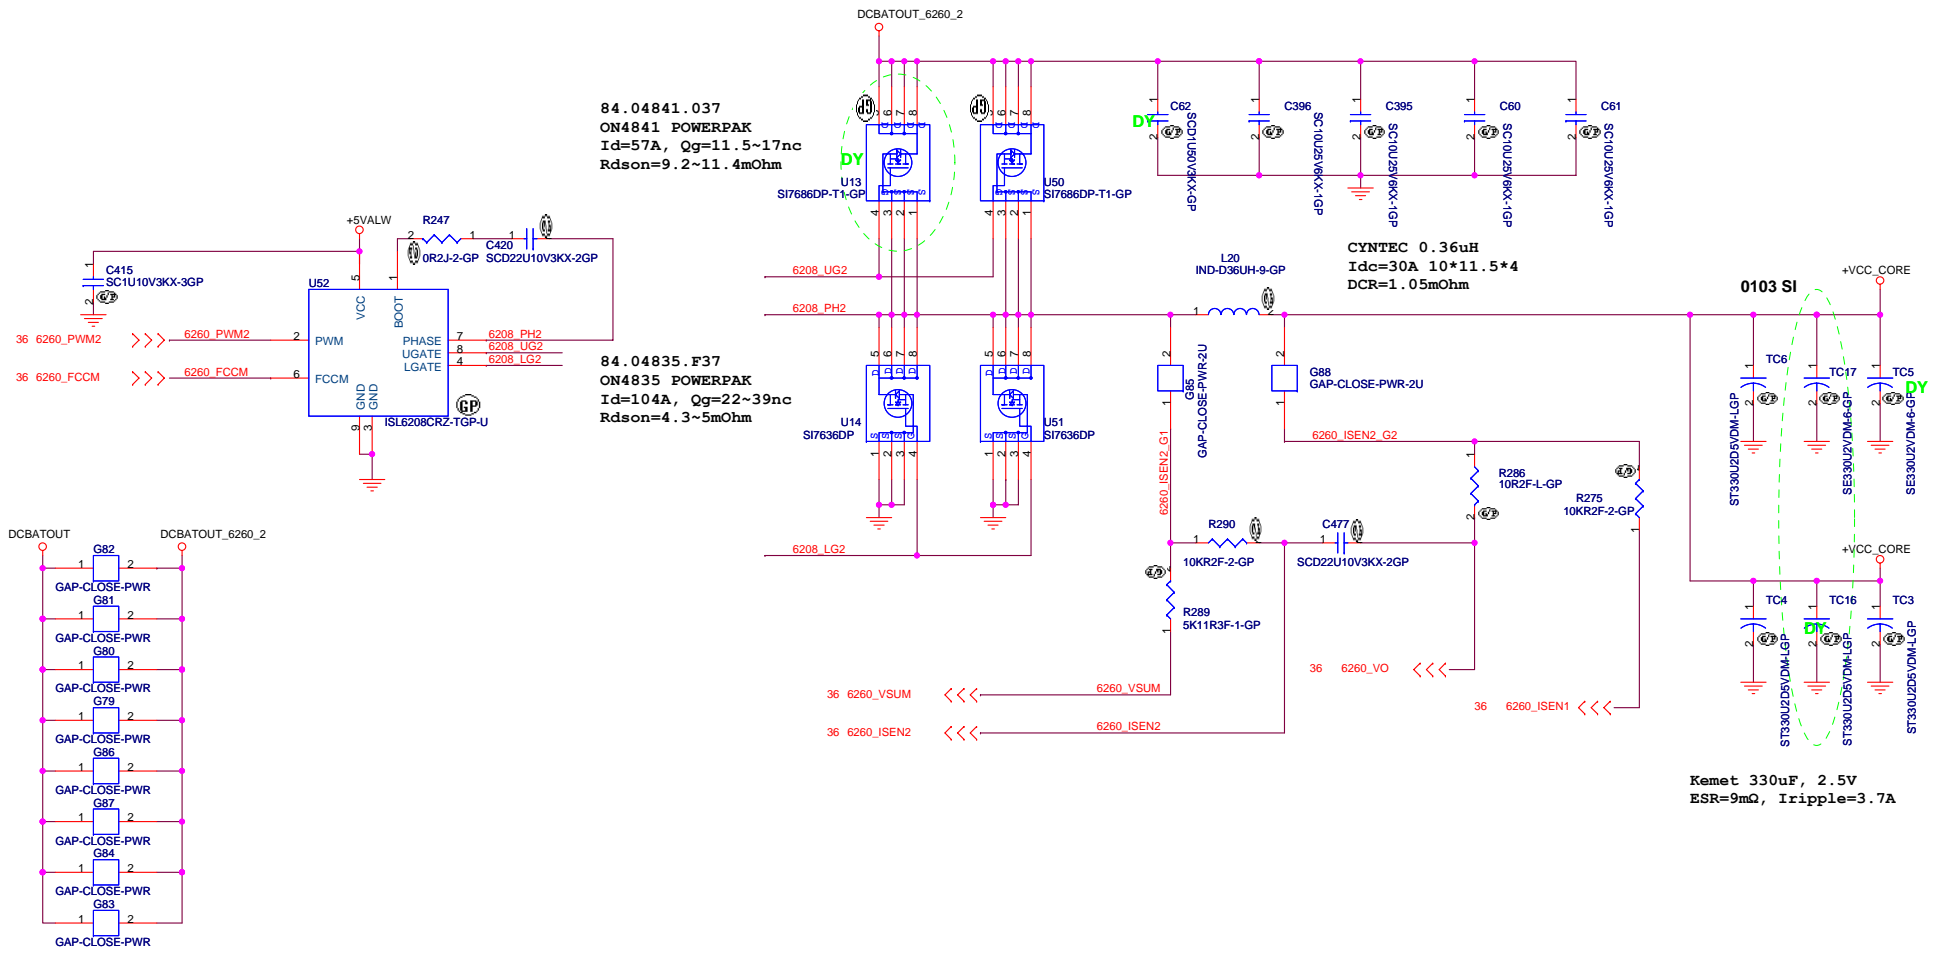 DCBATOUT_6260_2
84.04841.037
ON4841 POWERPAK
Id=57A, Qg=11.5~17nc
Rdson=9.2~11.4mOhm
DY
U13
SI7686DP-T1-GP
U50
SI7686DP-T1-GP
DY
C62
SCD1U50V3KX-GP
C396
SC10U25V6KX-1GP
C395
SC10U25V6KX-1GP
C60
SC10U25V6KX-1GP
C61
SC10U25V6KX-1GP
+5VALW
R247
0R2J-2-GP
C420
SCD22U10V3KX-2GP
C415
SC1U10V3KX-3GP
U52
VCC
BOOT
PWM
FCCM
PHASE
UGATE
LGATE
GND
GND
ISL6208CRZ-TGP-U
GP
36 6260_PWM2
6260_PWM2
36 6260_FCCM
6260_FCCM
6208_PH2
6208_UG2
6208_LG2
6208_UG2
6208_PH2
84.04835.F37
ON4835 POWERPAK
Id=104A, Qg=22~39nc
Rdson=4.3~5mOhm
U14
SI7636DP
U51
SI7636DP
6208_LG2
L20
IND-D36UH-9-GP
CYNTEC 0.36uH
Idc=30A 10*11.5*4
DCR=1.05mOhm
G85
GAP-CLOSE-PWR-2U
G88
GAP-CLOSE-PWR-2U
6260_ISEN2_G1
6260_ISEN2_G2
R286
10R2F-L-GP
R275
10KR2F-2-GP
R290
10KR2F-2-GP
C477
SCD22U10V3KX-2GP
R289
5K11R3F-1-GP
36 6260_VO
36 6260_VSUM
6260_VSUM
36 6260_ISEN2
6260_ISEN2
36 6260_ISEN1
0103 SI
+VCC_CORE
TC6
ST330U2D5VDM-LGP
TC17
SE330U2VDM-6-GP
TC5
SE330U2VDM-6-GP
DY
+VCC_CORE
TC4
ST330U2D5VDM-LGP
TC16
DY
ST330U2D5VDM-LGP
TC3
ST330U2D5VDM-LGP
Kemet 330uF, 2.5V
ESR=9mΩ, Iripple=3.7A
DCBATOUT
DCBATOUT_6260_2
G82
GAP-CLOSE-PWR
G81
GAP-CLOSE-PWR
G80
GAP-CLOSE-PWR
G79
GAP-CLOSE-PWR
G86
GAP-CLOSE-PWR
G87
GAP-CLOSE-PWR
G84
GAP-CLOSE-PWR
G83
GAP-CLOSE-PWR